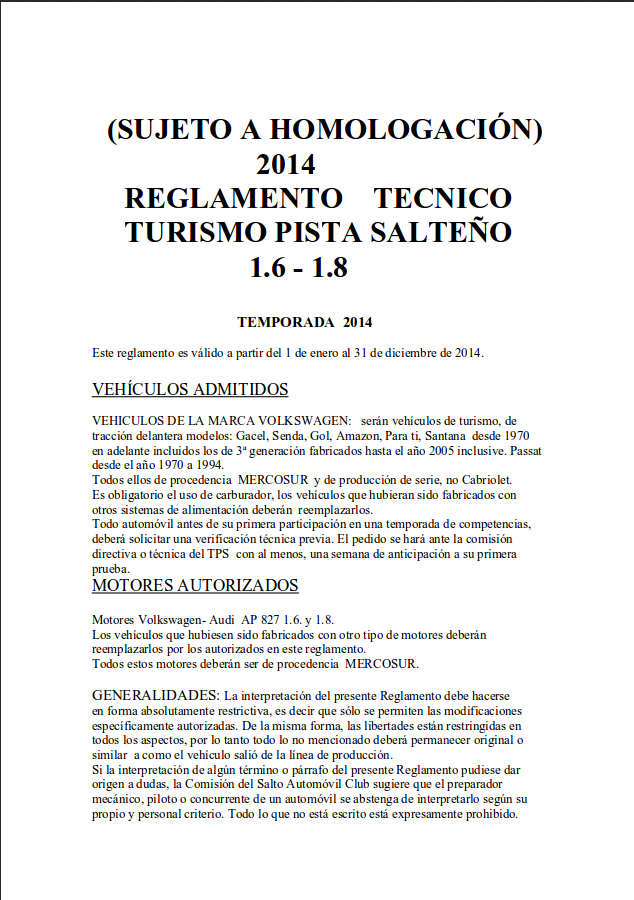 (SUJETO A HOMOLOGACIÓN)
2014
REGLAMENTO TECNICO
TURISMO PISTA SALTEÑO
1.6 - 1.8
TEMPORADA 2014
Este reglamento es válido a partir del 1 de enero al 31 de diciembre de 2014.
VEHÍCULOS ADMITIDOS
VEHICULOS DE LA MARCA VOLKSWAGEN: serán vehículos de turismo, de
tracción delantera modelos: Gacel, Senda, Gol, Amazon, Para ti, Santana desde 1970
en adelante incluidos los de 3ª generación fabricados hasta el año 2005 inclusive. Passat
desde el año 1970 a 1994.
Todos ellos de procedencia MERCOSUR y de producción de serie, no Cabriolet.
Es obligatorio el uso de carburador, los vehículos que hubieran sido fabricados con
otros sistemas de alimentación deberán reemplazarlos.
Todo automóvil antes de su primera participación en una temporada de competencias,
deberá solicitar una verificación técnica previa. El pedido se hará ante la comisión
directiva o técnica del TPS con al menos, una semana de anticipación a su primera
prueba.
MOTORES AUTORIZADOS
Motores Volkswagen- Audi AP 827 1.6. y 1.8.
Los vehículos que hubiesen sido fabricados con otro tipo de motores deberán
reemplazarlos por los autorizados en este reglamento.
Todos estos motores deberán ser de procedencia MERCOSUR.
GENERALIDADES: La interpretación del presente Reglamento debe hacerse
en forma absolutamente restrictiva, es decir que sólo se permiten las modificaciones
específicamente autorizadas. De la misma forma, las libertades están restringidas en
todos los aspectos, por lo tanto todo lo no mencionado deberá permanecer original o
similar a como el vehículo salió de la línea de producción.
Si la interpretación de algún término o párrafo del presente Reglamento pudiese dar
origen a dudas, la Comisión del Salto Automóvil Club sugiere que el preparador
mecánico, piloto o concurrente de un automóvil se abstenga de interpretarlo según su
propio y personal criterio. Todo lo que no está escrito está expresamente prohibido.